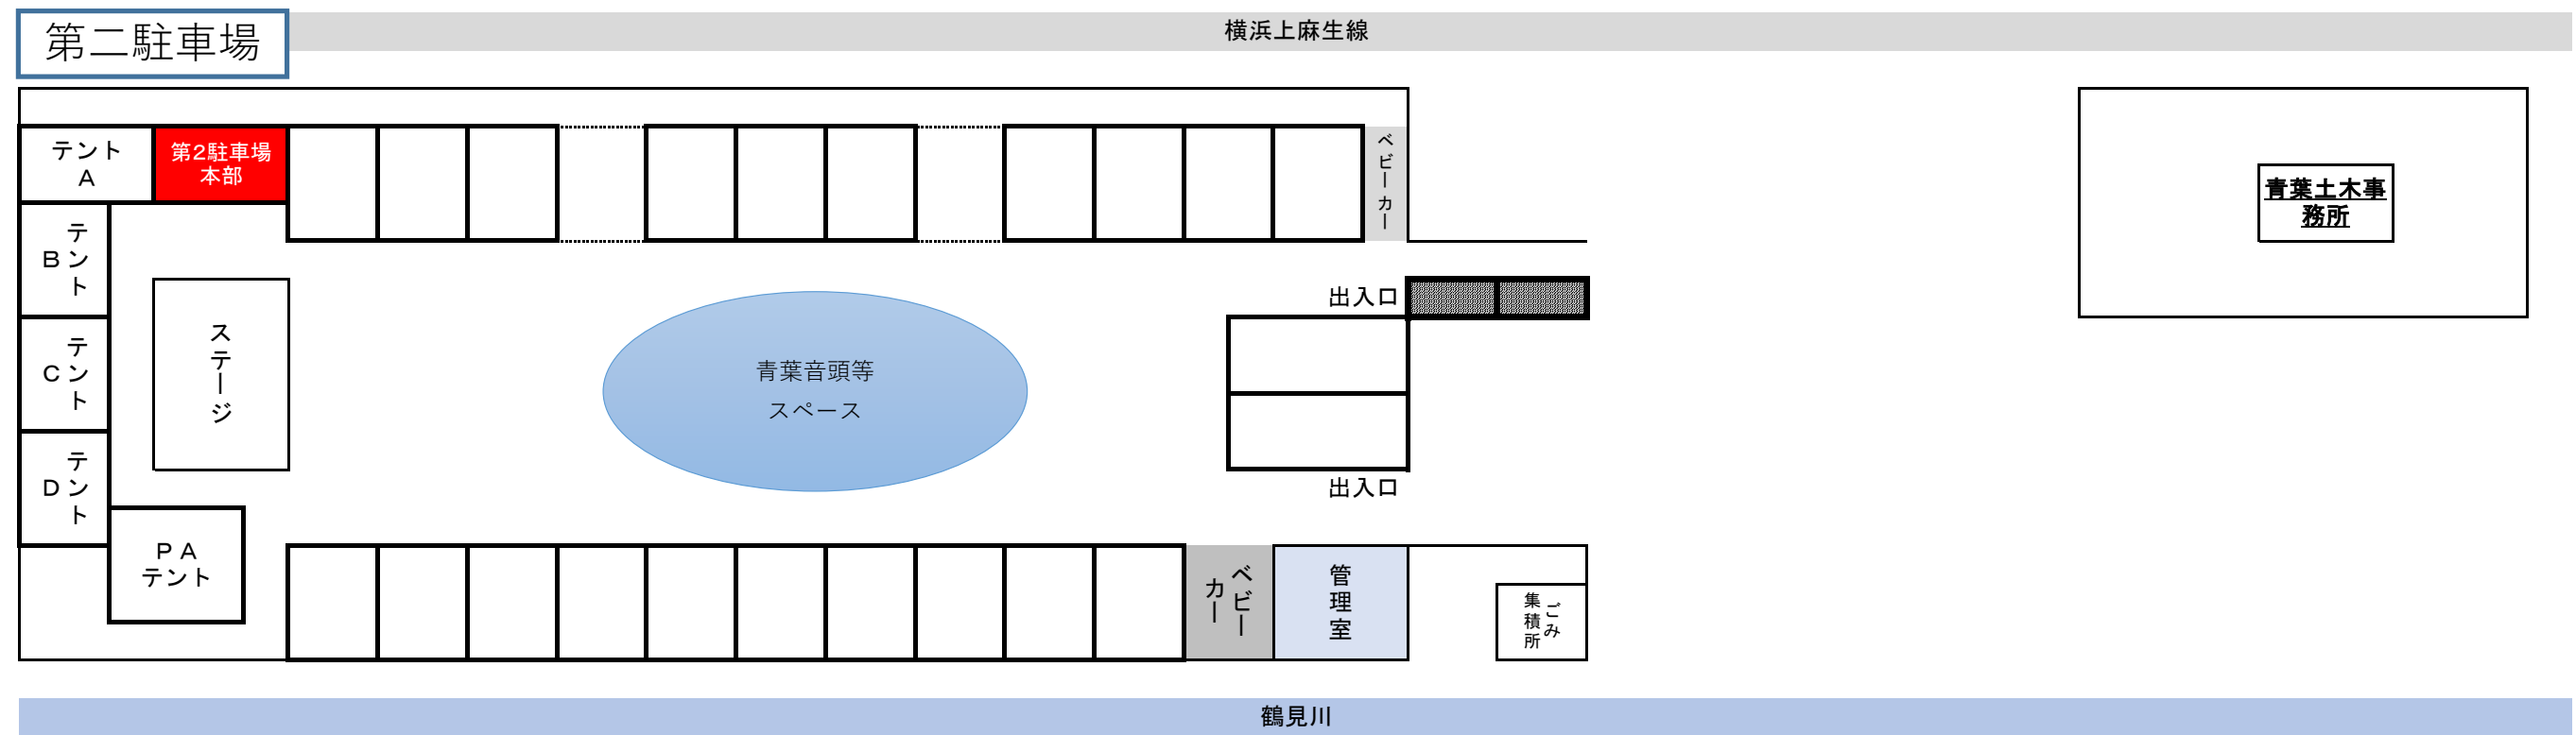 第二駐車場
横浜上麻生線
テント
A
第2駐車場
本部
ベビーカー
青葉土木事
務所
テント
B
出入口
ステージ
青葉音頭等
スペース
テント
C
テント
D
出入口
PA
テント
ベビー
カー
管理室
ごみ
集積所
鶴見川